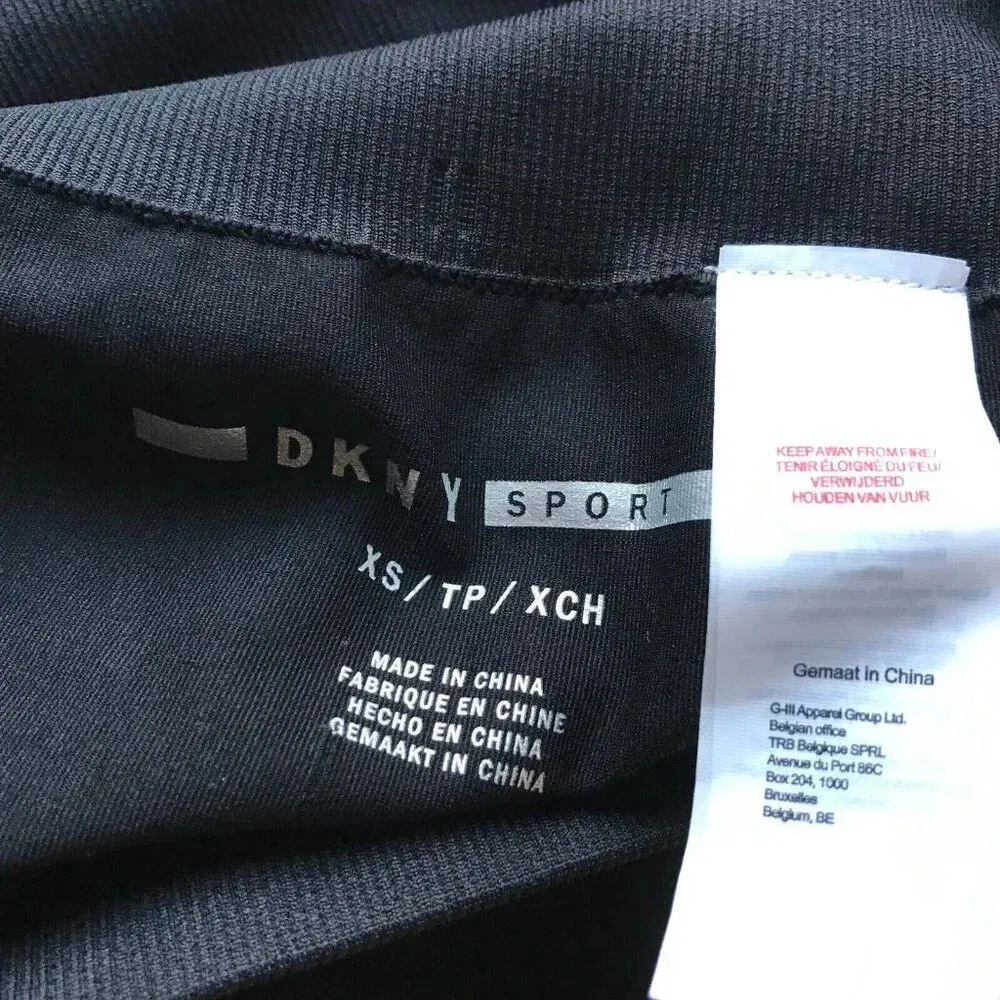 DKNY SPORT
XS/TP/XCH
MADE IN CHINA
FABRIQUE EN CHINE
HECHO EN CHINA
GEMAAKT IN CHINA
KEEP AWAY FROM FIRE/
TENIR ÉLOIGNÉ DU FEU/
VERWIJDERD
HOUDEN VAN VUUR
Gemaat in China
G-III Apparel Group Ltd.
Belgian office
TRB Belgique SPRL
Avenue du Port 86C
Box 204, 1000
Bruxelles
Belgium, BE